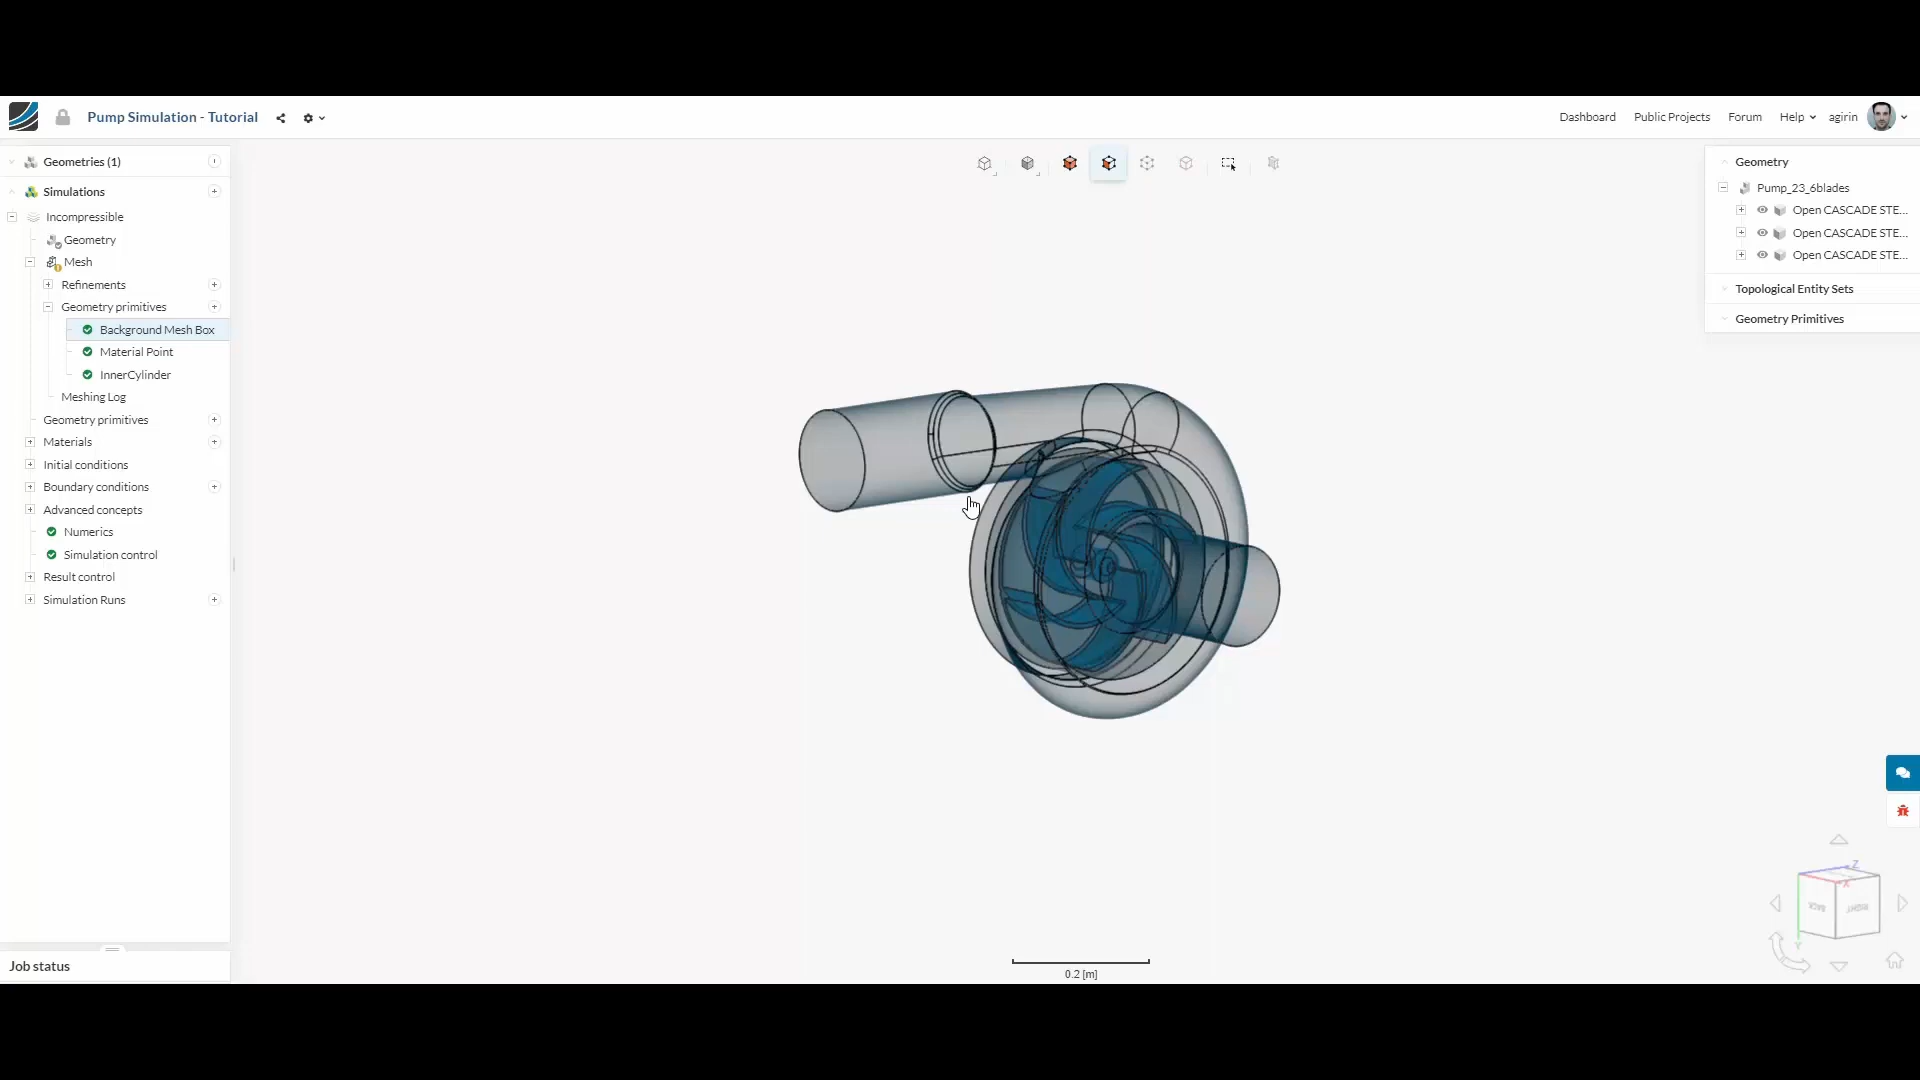 Pump Simulation - Tutorial
Dashboard
Public Projects
Forum
Help
agirin
Geometries (1)
Simulations
Incompressible
Geometry
Mesh
Refinements
Geometry primitives
Background Mesh Box
Material Point
InnerCylinder
Meshing Log
Geometry primitives
Materials
Initial conditions
Boundary conditions
Advanced concepts
Numerics
Simulation control
Result control
Simulation Runs
Job status
Geometry
Pump_23_6blades
Open CASCADE STE...
Open CASCADE STE...
Open CASCADE STE...
Topological Entity Sets
Geometry Primitives
0.2 [m]
Z
X
BACK
RIGHT
Y